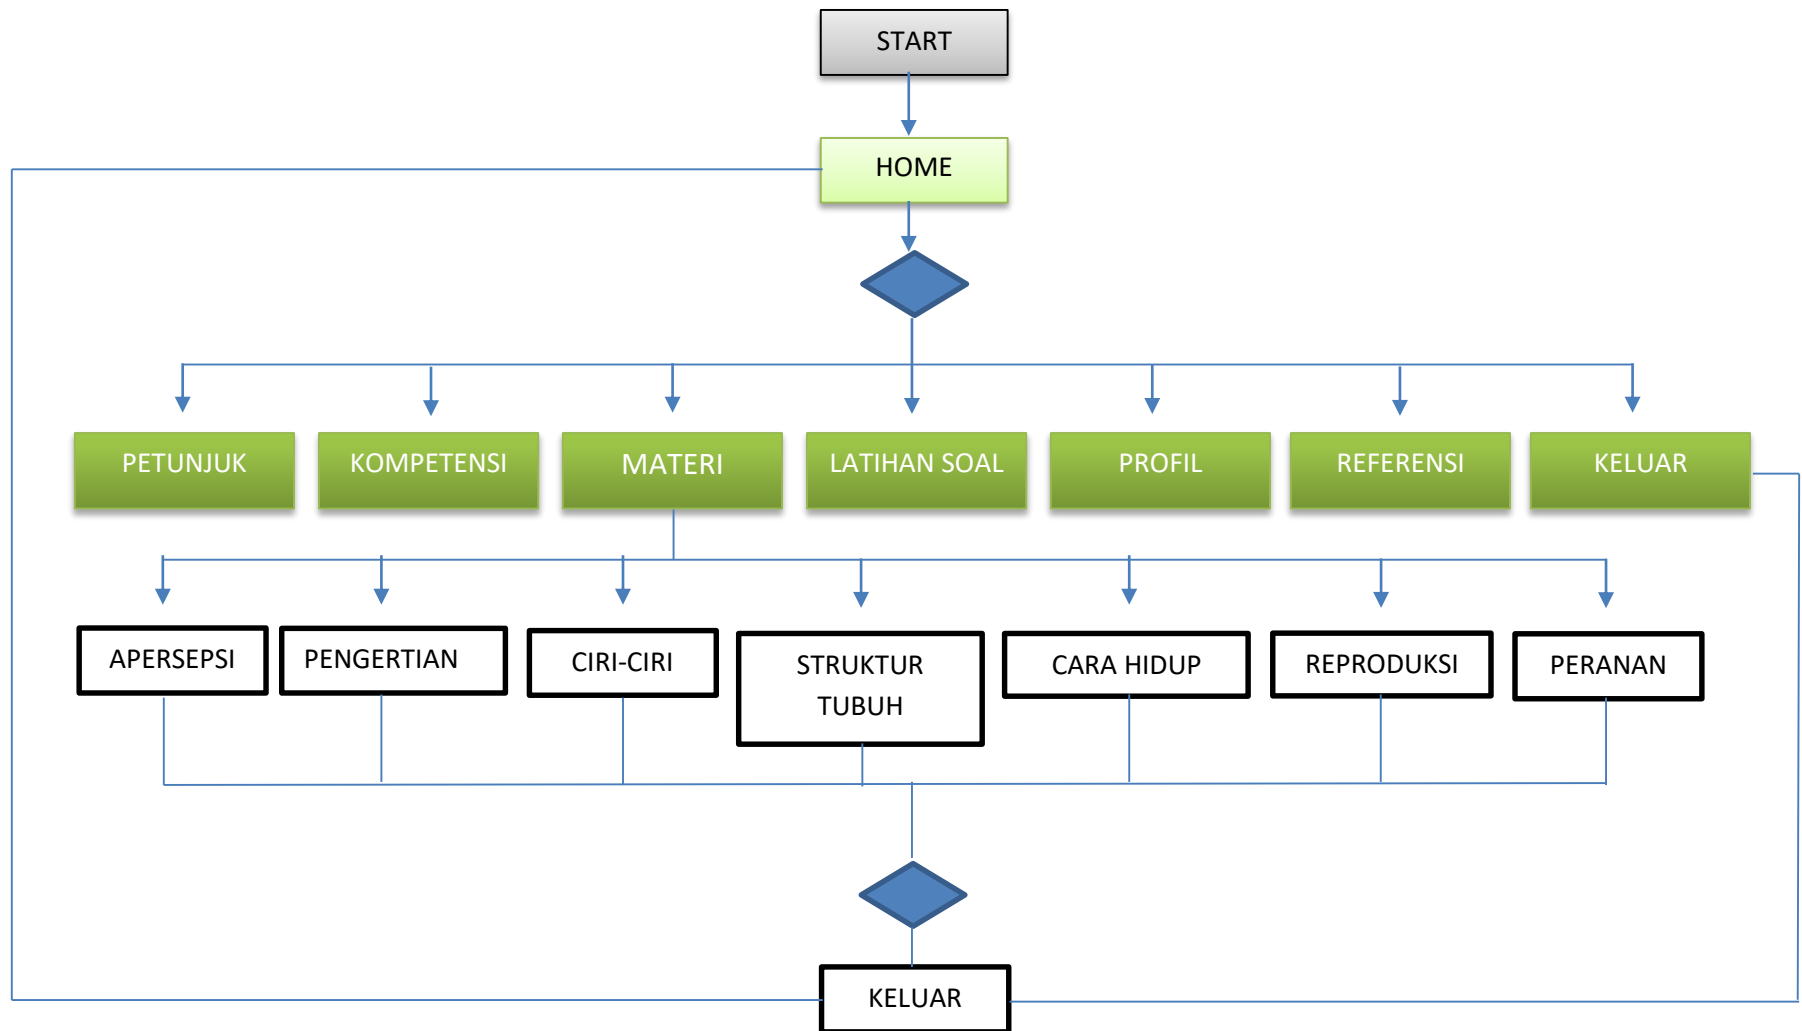 START
HOME
PETUNJUK
KOMPETENSI
MATERI
LATIHAN SOAL
PROFIL
REFERENSI
KELUAR
APERSEPSI
PENGERTIAN
CIRI-CIRI
STRUKTUR
TUBUH
CARA HIDUP
REPRODUKSI
PERANAN
KELUAR